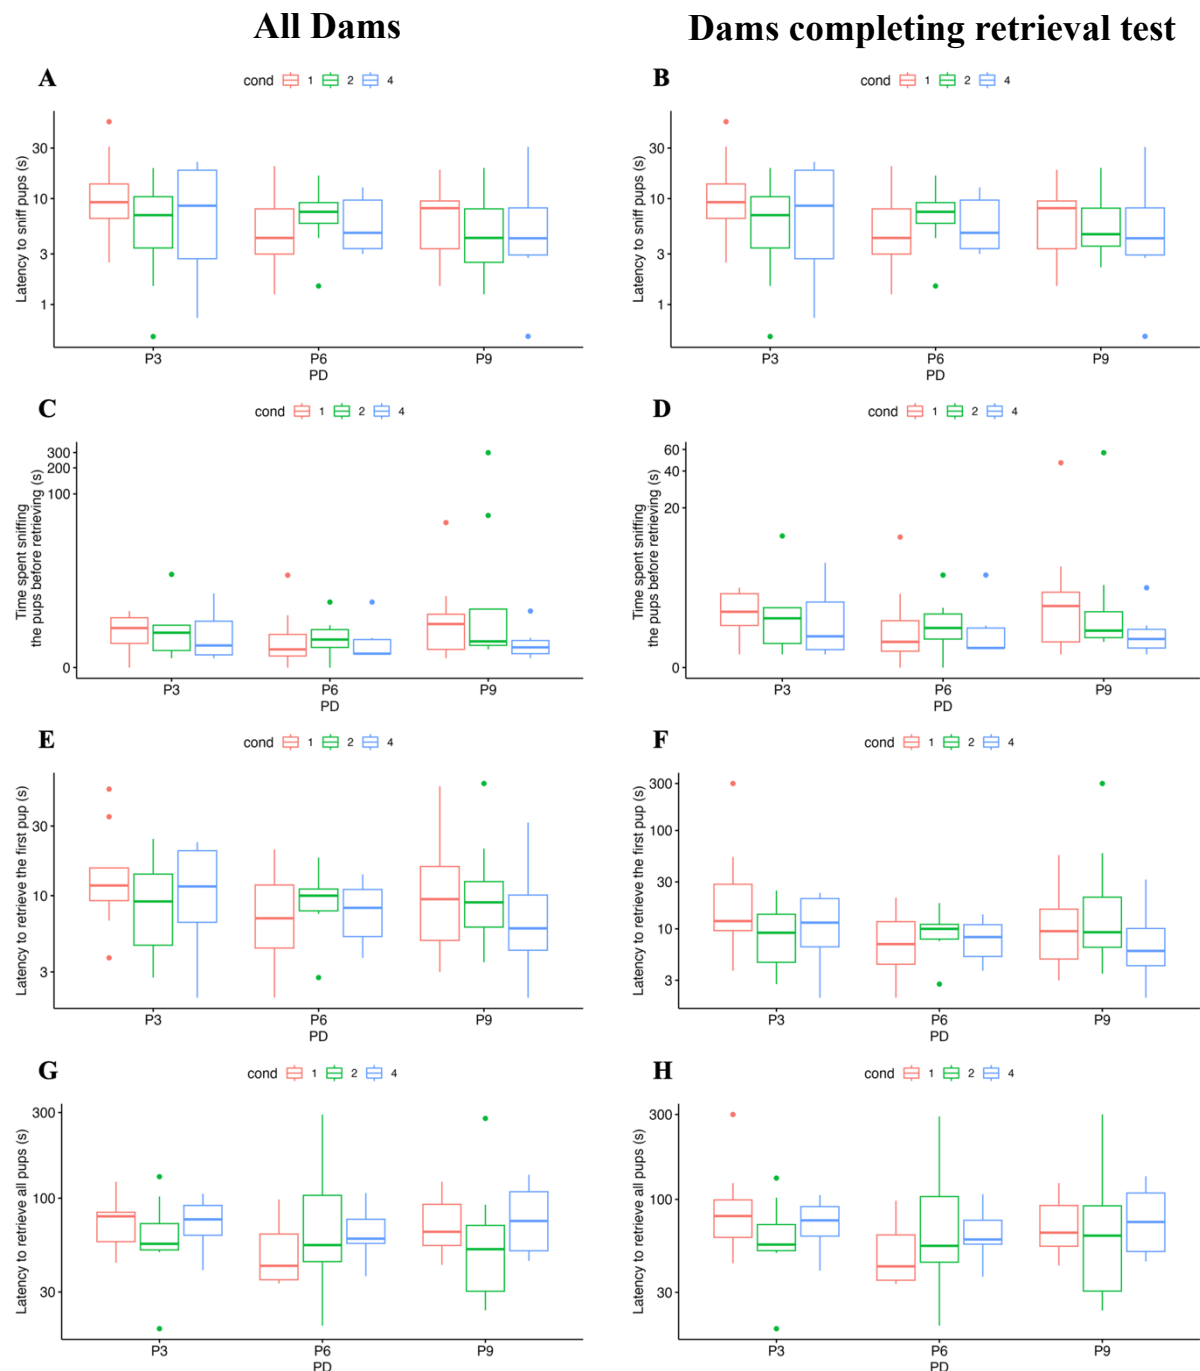 All Dams
Dams completing retrieval test
A
cond 1 2 4
Latency to sniff pups (s)
30
10
3
1
P3 P6 P9
PD
B
cond 1 2 4
Latency to sniff pups (s)
30
10
3
1
P3 P6 P9
PD
C
cond 1 2 4
Time spent sniffing
the pups before retrieving (s)
300
200
100
0
P3 P6 P9
PD
D
cond 1 2 4
Time spent sniffing
the pups before retrieving (s)
60
40
20
0
P3 P6 P9
PD
E
cond 1 2 4
Latency to retrieve the first pup (s)
30
10
3
P3 P6 P9
PD
F
cond 1 2 4
Latency to retrieve the first pup (s)
300
100
30
10
3
P3 P6 P9
PD
G
cond 1 2 4
Latency to retrieve all pups (s)
300
100
30
P3 P6 P9
PD
H
cond 1 2 4
Latency to retrieve all pups (s)
300
100
30
P3 P6 P9
PD